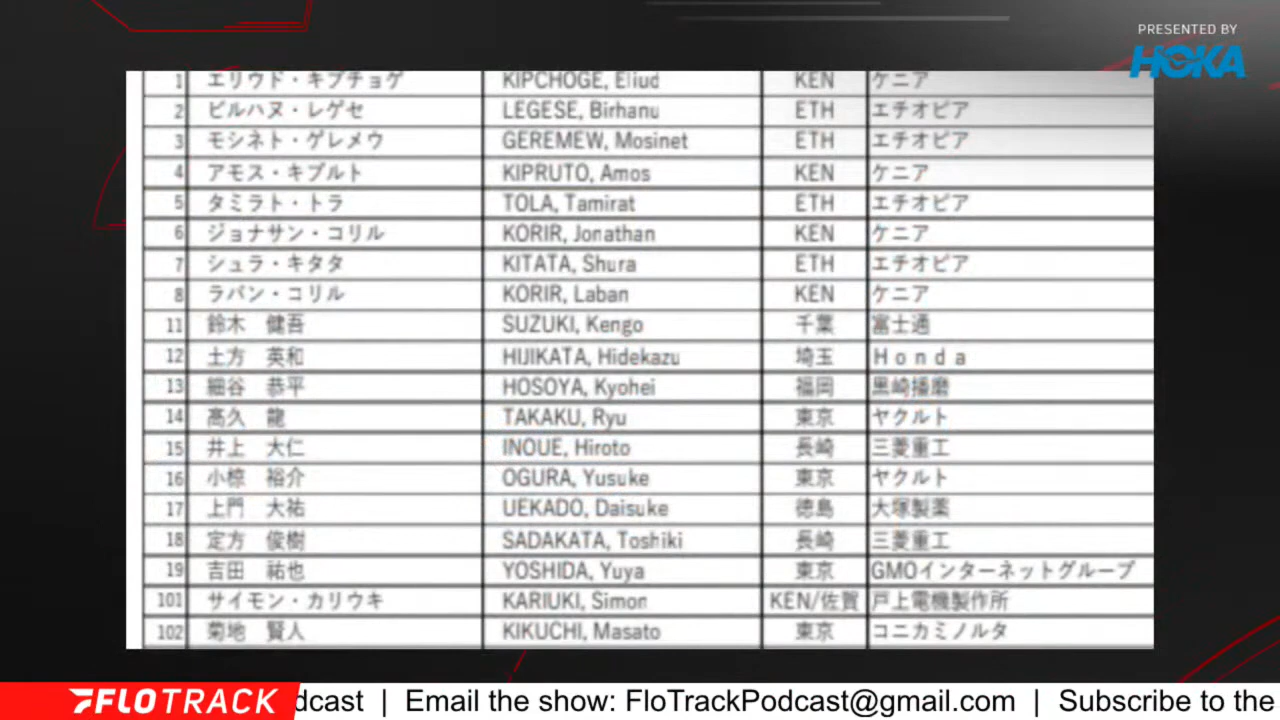 PRESENTED BY
HOKA
1 エリウド・キプチョゲ KIPCHOGE, Eliud KEN ケニア
2 ビルハヌ・レゲセ LEGESE, Birhanu ETH エチオピア
3 モシネト・ゲレメウ GEREMEW, Mosinet ETH エチオピア
4 アモス・キプルト KIPRUTO, Amos KEN ケニア
5 タミラト・トラ TOLA, Tamirat ETH エチオピア
6 ジョナサン・コリル KORIR, Jonathan KEN ケニア
7 シュラ・キタタ KITATA, Shura ETH エチオピア
8 ラバン・コリル KORIR, Laban KEN ケニア
11 鈴木 健吾 SUZUKI, Kengo 千葉 富士通
12 土方 英和 HIJIKATA, Hidekazu 埼玉 Honda
13 細谷 恭平 HOSOYA, Kyohei 福岡 黒崎播磨
14 髙久 龍 TAKAKU, Ryu 東京 ヤクルト
15 井上 大仁 INOUE, Hiroto 長崎 三菱重工
16 小椋 裕介 OGURA, Yusuke 東京 ヤクルト
17 上門 大祐 UEKADO, Daisuke 徳島 大塚製薬
18 定方 俊樹 SADAKATA, Toshiki 長崎 三菱重工
19 吉田 祐也 YOSHIDA, Yuya 東京 GMOインターネットグループ
101 サイモン・カリウキ KARIUKI, Simon KEN/佐賀 戸上電機製作所
102 菊地 賢人 KIKUCHI, Masato 東京 コニカミノルタ
FLOTRACK dcast | Email the show: FloTrackPodcast@gmail.com | Subscribe to the